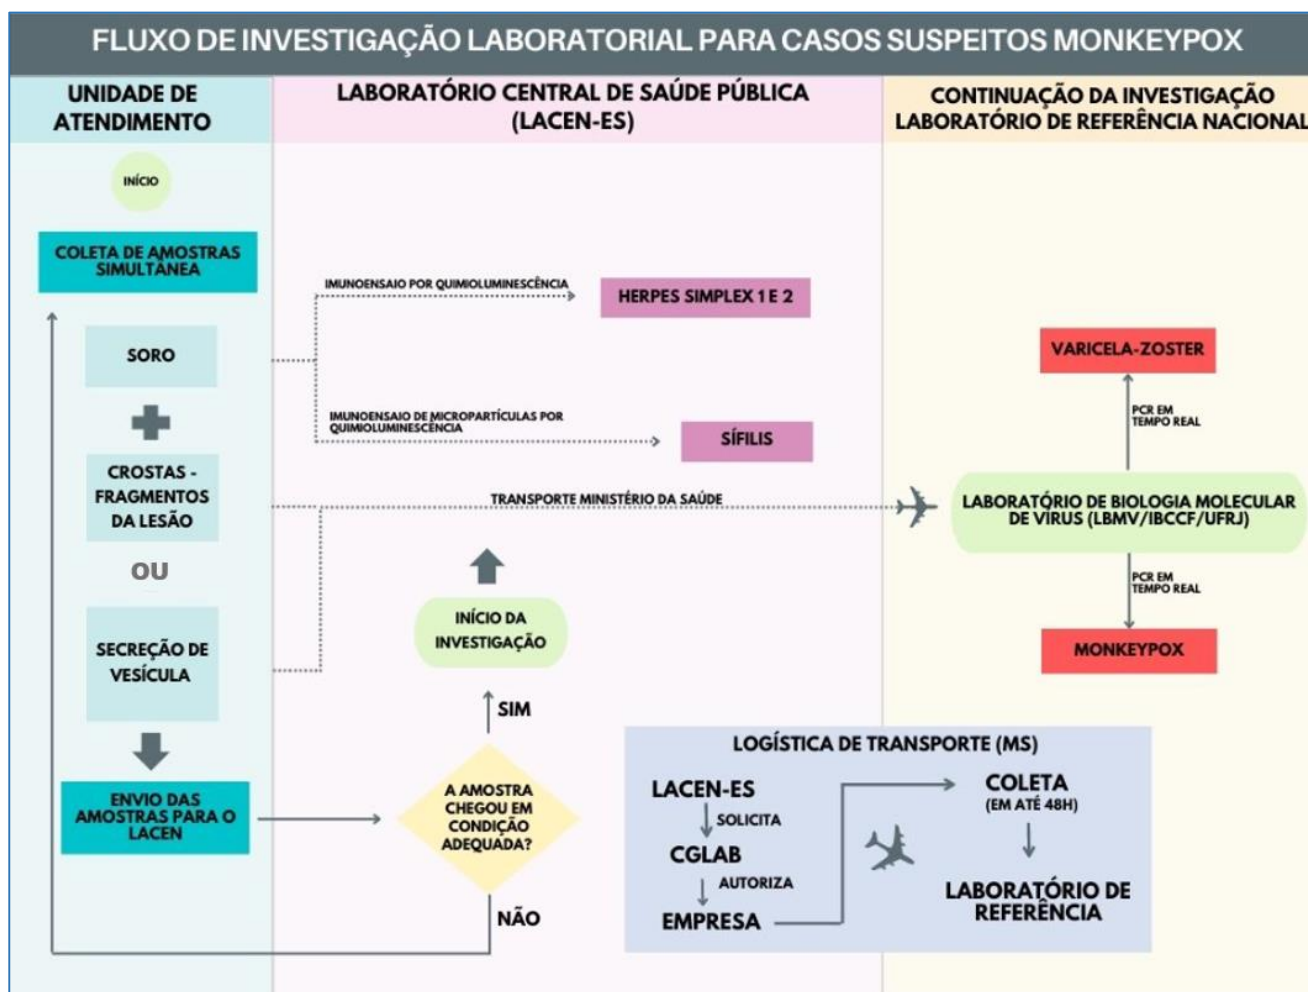 FLUXO DE INVESTIGAÇÃO LABORATORIAL PARA CASOS SUSPEITOS MONKEYPOX
UNIDADE DE
ATENDIMENTO
INÍCIO
COLETA DE AMOSTRAS
SIMULTÂNEA
SORO
CROSTAS -
FRAGMENTOS
DA LESÃO
OU
SECREÇÃO DE
VESÍCULA
ENVIO DAS
AMOSTRAS PARA O
LACEN
LABORATÓRIO CENTRAL DE SAÚDE PÚBLICA
(LACEN-ES)
IMUNOENSAIO POR QUIMIOLUMINESCÊNCIA
HERPES SIMPLEX 1 E 2
IMUNOENSAIO DE MICROPARTÍCULAS POR
QUIMIOLUMINESCÊNCIA
SÍFILIS
TRANSPORTE MINISTÉRIO DA SAÚDE
INÍCIO DA
INVESTIGAÇÃO
SIM
A AMOSTRA
CHEGOU EM
CONDIÇÃO
ADEQUADA?
NÃO
CONTINUAÇÃO DA INVESTIGAÇÃO
LABORATÓRIO DE REFERÊNCIA NACIONAL
VARICELA-ZOSTER
PCR EM
TEMPO REAL
LABORATÓRIO DE BIOLOGIA MOLECULAR
DE VÍRUS (LBMV/IBCCF/UFRJ)
PCR EM
TEMPO REAL
MONKEYPOX
LOGÍSTICA DE TRANSPORTE (MS)
LACEN-ES
SOLICITA
CGLAB
AUTORIZA
EMPRESA
COLETA
(EM ATÉ 48H)
LABORATÓRIO DE
REFERÊNCIA